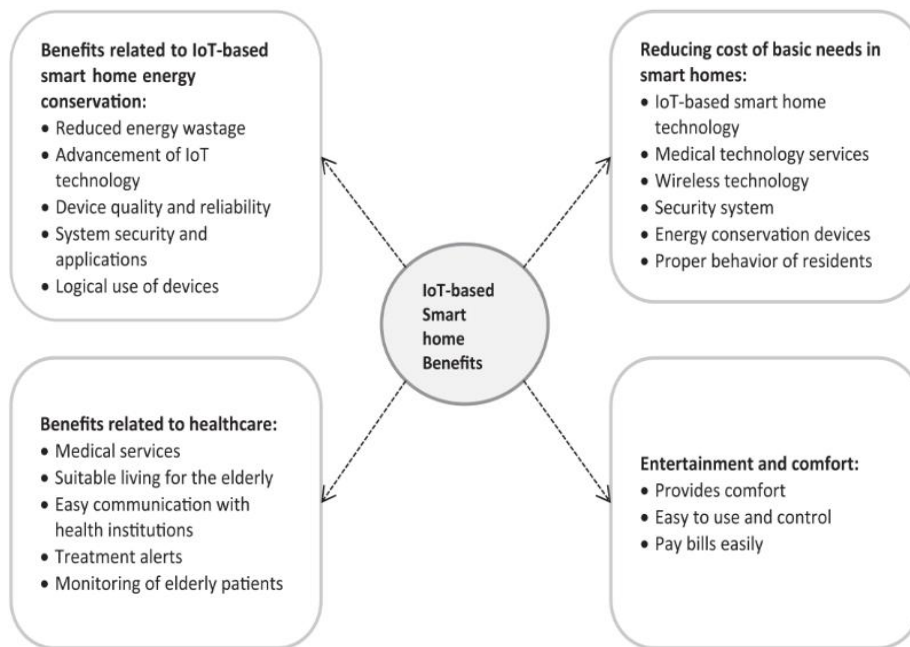 Benefits related to IoT-based
smart home energy
conservation:
• Reduced energy wastage
• Advancement of IoT
technology
• Device quality and reliability
• System security and
applications
• Logical use of devices
Reducing cost of basic needs in
smart homes:
• IoT-based smart home
technology
• Medical technology services
• Wireless technology
• Security system
• Energy conservation devices
• Proper behavior of residents
IoT-based
Smart
home
Benefits
Benefits related to healthcare:
• Medical services
• Suitable living for the elderly
• Easy communication with
health institutions
• Treatment alerts
• Monitoring of elderly patients
Entertainment and comfort:
• Provides comfort
• Easy to use and control
• Pay bills easily